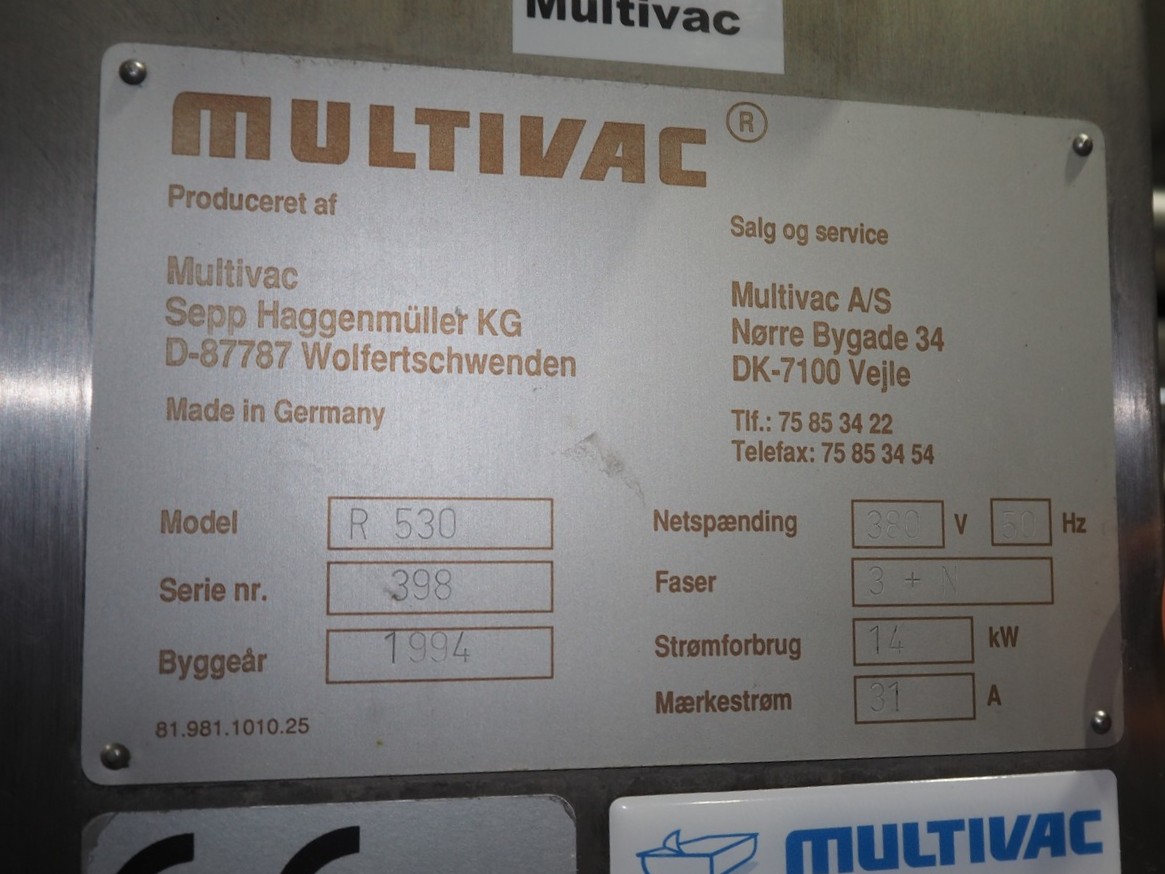 Multivac
MULTIVAC ®
Produceret af
Multivac
Sepp Haggenmüller KG
D-87787 Wolfertschwenden
Made in Germany
Salg og service
Multivac A/S
Nørre Bygade 34
DK-7100 Vejle
Tlf.: 75 85 34 22
Telefax: 75 85 34 54
Model R 530
Serie nr. 398
Byggeår 1994
81.981.1010.25
Netspænding 380 V 50 Hz
Faser 3 + N
Strømforbrug 14 kW
Mærkestrøm 31 A
CE
MULTIVAC